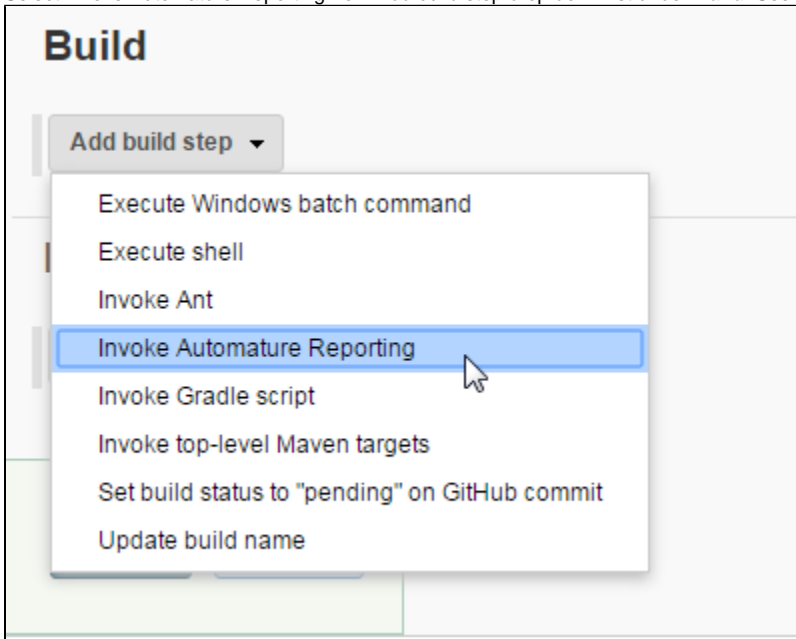 Build
Add build step
Execute Windows batch command
Execute shell
Invoke Ant
Invoke Automature Reporting
Invoke Gradle script
Invoke top-level Maven targets
Set build status to "pending" on GitHub commit
Update build name